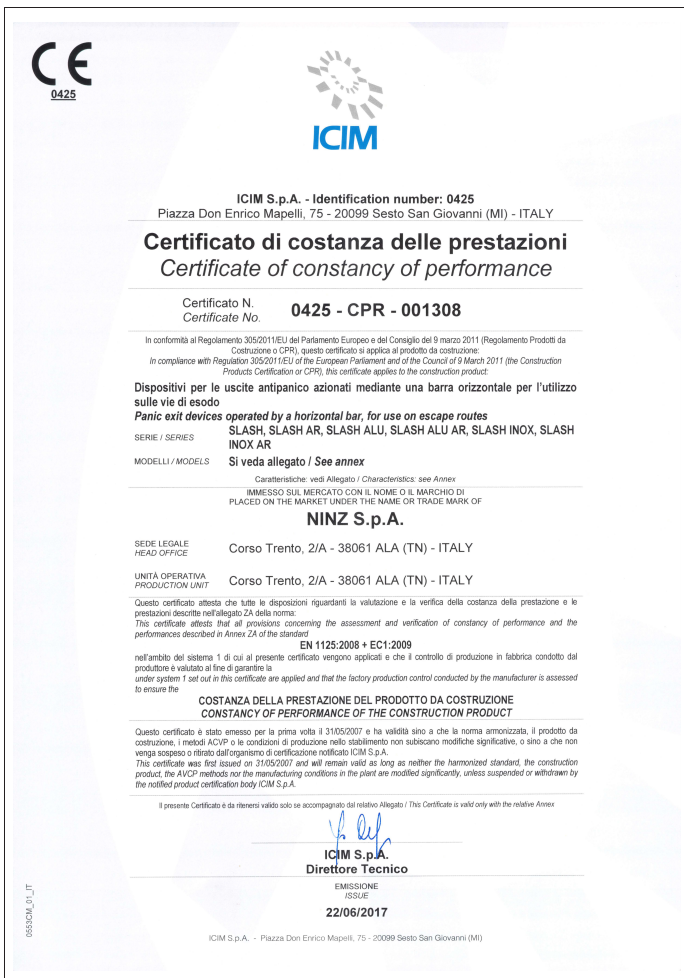 CE
0425
ICIM
ICIM S.p.A. - Identification number: 0425
Piazza Don Enrico Mapelli, 75 - 20099 Sesto San Giovanni (MI) - ITALY
Certificato di costanza delle prestazioni
Certificate of constancy of performance
Certificato N.
Certificate No.
0425 - CPR - 001308
In conformità al Regolamento 305/2011/EU del Parlamento Europeo e del Consiglio del 9 marzo 2011 (Regolamento Prodotti da
Costruzione o CPR), questo certificato si applica al prodotto da costruzione:
In compliance with Regulation 305/2011/EU of the European Parliament and of the Council of 9 March 2011 (the Construction
Products Certification or CPR), this certificate applies to the construction product:
Dispositivi per le uscite antipanico azionati mediante una barra orizzontale per l'utilizzo
sulle vie di esodo
Panic exit devices operated by a horizontal bar, for use on escape routes
SERIE / SERIES
SLASH, SLASH AR, SLASH ALU, SLASH ALU AR, SLASH INOX, SLASH
INOX AR
MODELLI / MODELS
Si veda allegato / See annex
Caratteristiche: vedi Allegato / Characteristics: see Annex
IMMESSO SUL MERCATO CON IL NOME O IL MARCHIO DI
PLACED ON THE MARKET UNDER THE NAME OR TRADE MARK OF
NINZ S.p.A.
SEDE LEGALE
HEAD OFFICE
Corso Trento, 2/A - 38061 ALA (TN) - ITALY
UNITÀ OPERATIVA
PRODUCTION UNIT
Corso Trento, 2/A - 38061 ALA (TN) - ITALY
Questo certificato attesta che tutte le disposizioni riguardanti la valutazione e la verifica della costanza della prestazione e le
prestazioni descritte nell'allegato ZA della norma:
This certificate attests that all provisions concerning the assessment and verification of constancy of performance and the
performances described in Annex ZA of the standard
EN 1125:2008 + EC1:2009
nell'ambito del sistema 1 di cui al presente certificato vengono applicati e che il controllo di produzione in fabbrica condotto dal
produttore è valutato al fine di garantire la
under system 1 set out in this certificate are applied and that the factory production control conducted by the manufacturer is assessed
to ensure the
COSTANZA DELLA PRESTAZIONE DEL PRODOTTO DA COSTRUZIONE
CONSTANCY OF PERFORMANCE OF THE CONSTRUCTION PRODUCT
Questo certificato è stato emesso per la prima volta il 31/05/2007 e ha validità sino a che la norma armonizzata, il prodotto da
costruzione, i metodi ACVP o le condizioni di produzione nello stabilimento non subiscano modifiche significative, o sino a che non
venga sospeso o ritirato dall'organismo di certificazione notificato ICIM S.p.A.
This certificate was first issued on 31/05/2007 and will remain valid as long as neither the harmonized standard, the construction
product, the AVCP methods nor the manufacturing conditions in the plant are modified significantly, unless suspended or withdrawn by
the notified product certification body ICIM S.p.A.
Il presente Certificato è da ritenersi valido solo se accompagnato dal relativo Allegato / This Certificate is valid only with the relative Annex
ICIM S.p.A.
Direttore Tecnico
EMISSIONE
ISSUE
22/06/2017
0553CM_01_IT
ICIM S.p.A. - Piazza Don Enrico Mapelli, 75 - 20099 Sesto San Giovanni (MI)